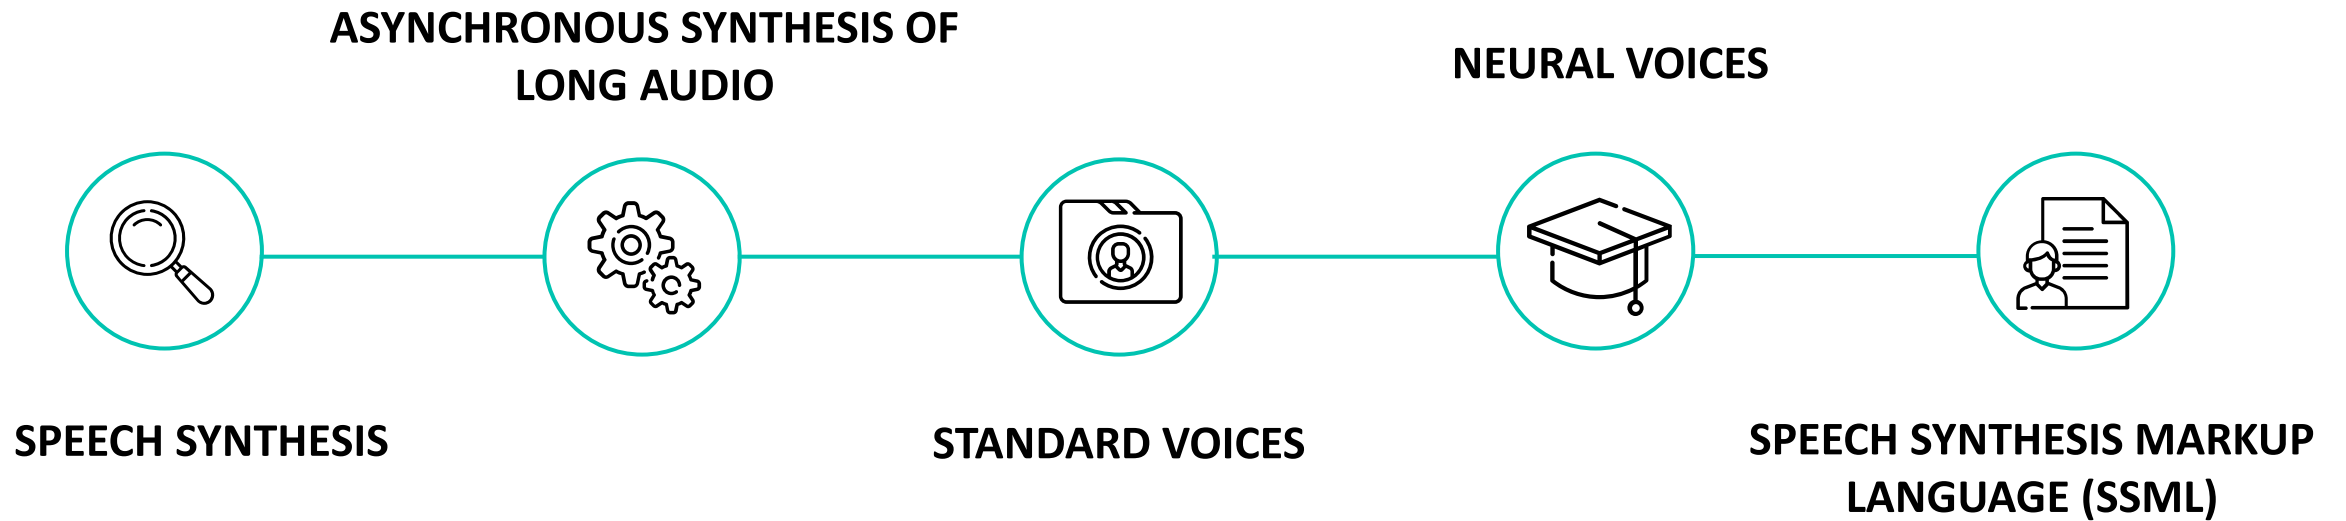 SPEECH SYNTHESIS
ASYNCHRONOUS SYNTHESIS OF
LONG AUDIO
STANDARD VOICES
NEURAL VOICES
SPEECH SYNTHESIS MARKUP
LANGUAGE (SSML)